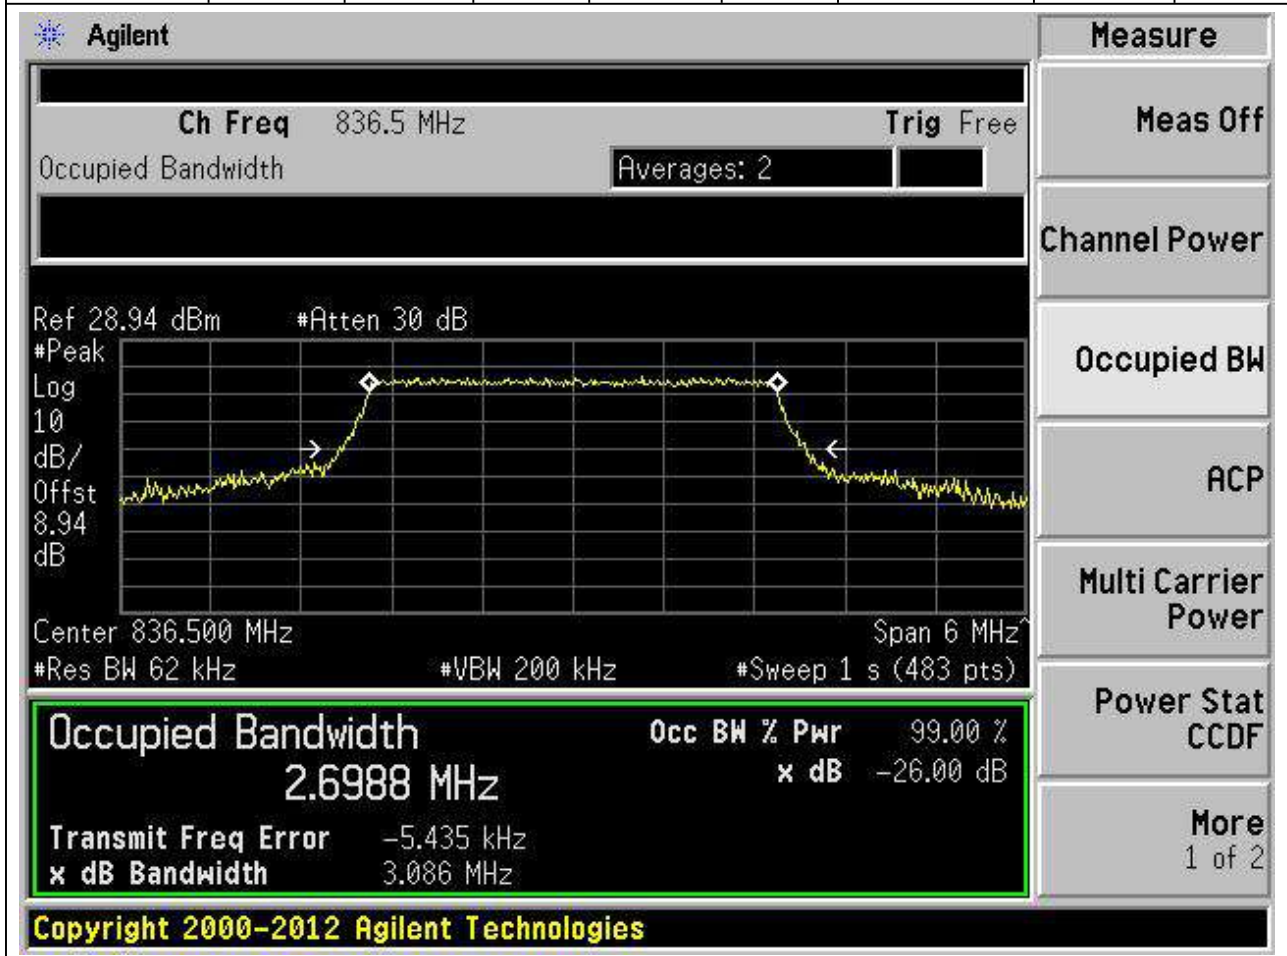 Agilent
Measure
Ch Freq 836.5 MHz Trig Free
Occupied Bandwidth Averages: 2
Ref 28.94 dBm #Atten 30 dB
#Peak
Log
10
dB/
Offst
8.94
dB
Center 836.500 MHz Span 6 MHz^
#Res BW 62 kHz #VBW 200 kHz #Sweep 1 s (483 pts)
Occupied Bandwidth Occ BW % Pwr 99.00 %
2.6988 MHz x dB -26.00 dB
Transmit Freq Error -5.435 kHz
x dB Bandwidth 3.086 MHz
Meas Off
Channel Power
Occupied BW
ACP
Multi Carrier
Power
Power Stat
CCDF
More
1 of 2
Copyright 2000-2012 Agilent Technologies